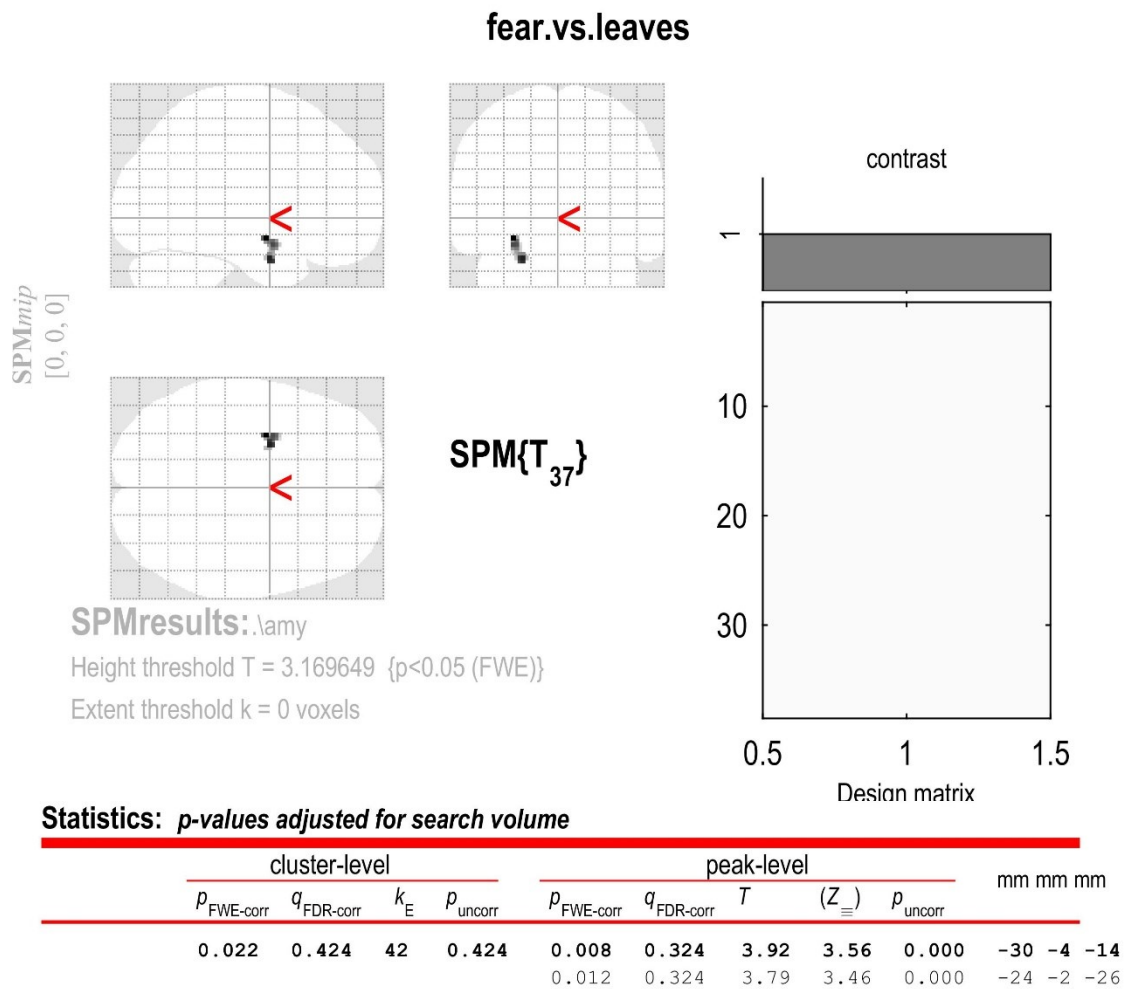 fear.vs.leaves
contrast
1
SPMmip
[0, 0, 0]
<
<
<
SPM{T37}
10
20
30
0.5 1 1.5
Design matrix
SPMresults: .\amy
Height threshold T = 3.169649 {p<0.05 (FWE)}
Extent threshold k = 0 voxels
Statistics: p-values adjusted for search volume
cluster-level peak-level mm mm mm
pFWE-corr qFDR-corr kE puncorr pFWE-corr qFDR-corr T (Z≡) puncorr
0.022 0.424 42 0.424 0.008 0.324 3.92 3.56 0.000 -30 -4 -14
0.012 0.324 3.79 3.46 0.000 -24 -2 -26